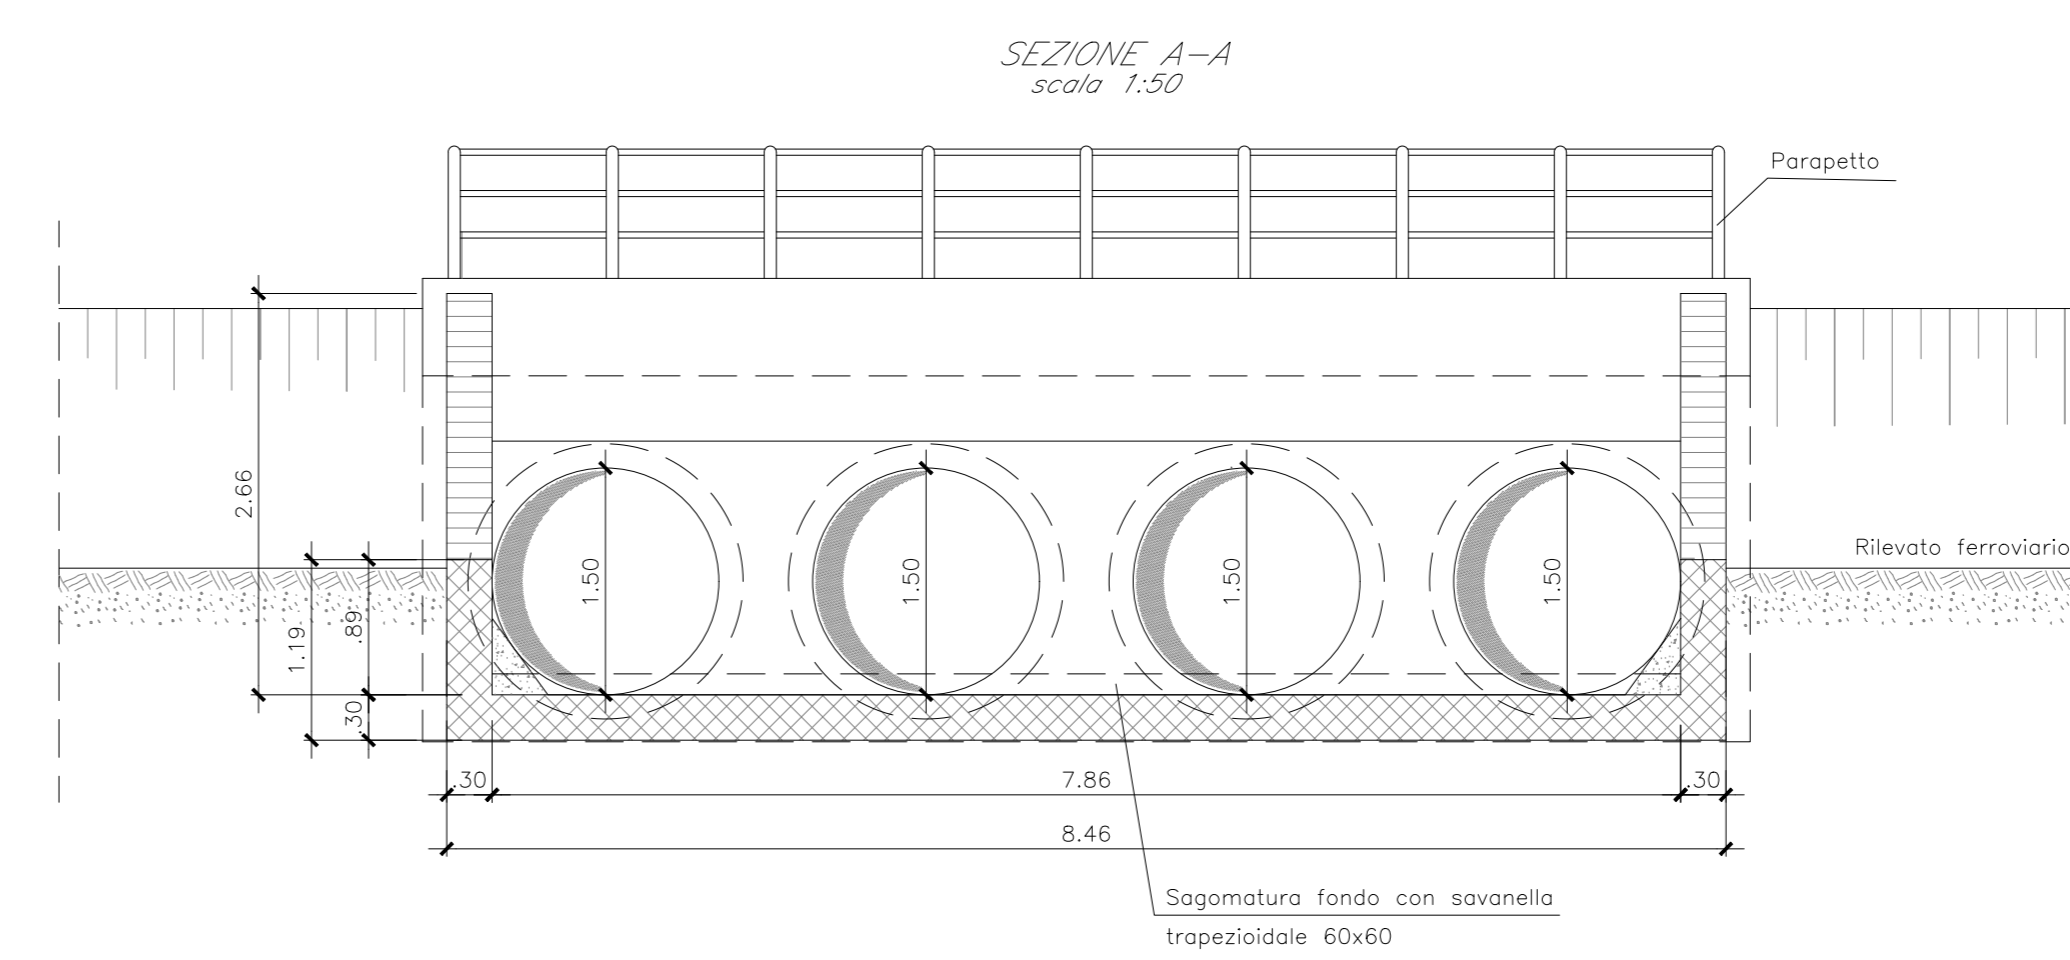 SEZIONE A-A
scala 1:50
Parapetto
2.66
1.50
1.50
1.50
1.50
Rilevato ferroviario
1.19
.89
.30
.30
7.86
.30
8.46
Sagomatura fondo con savanella
trapezioidale 60x60